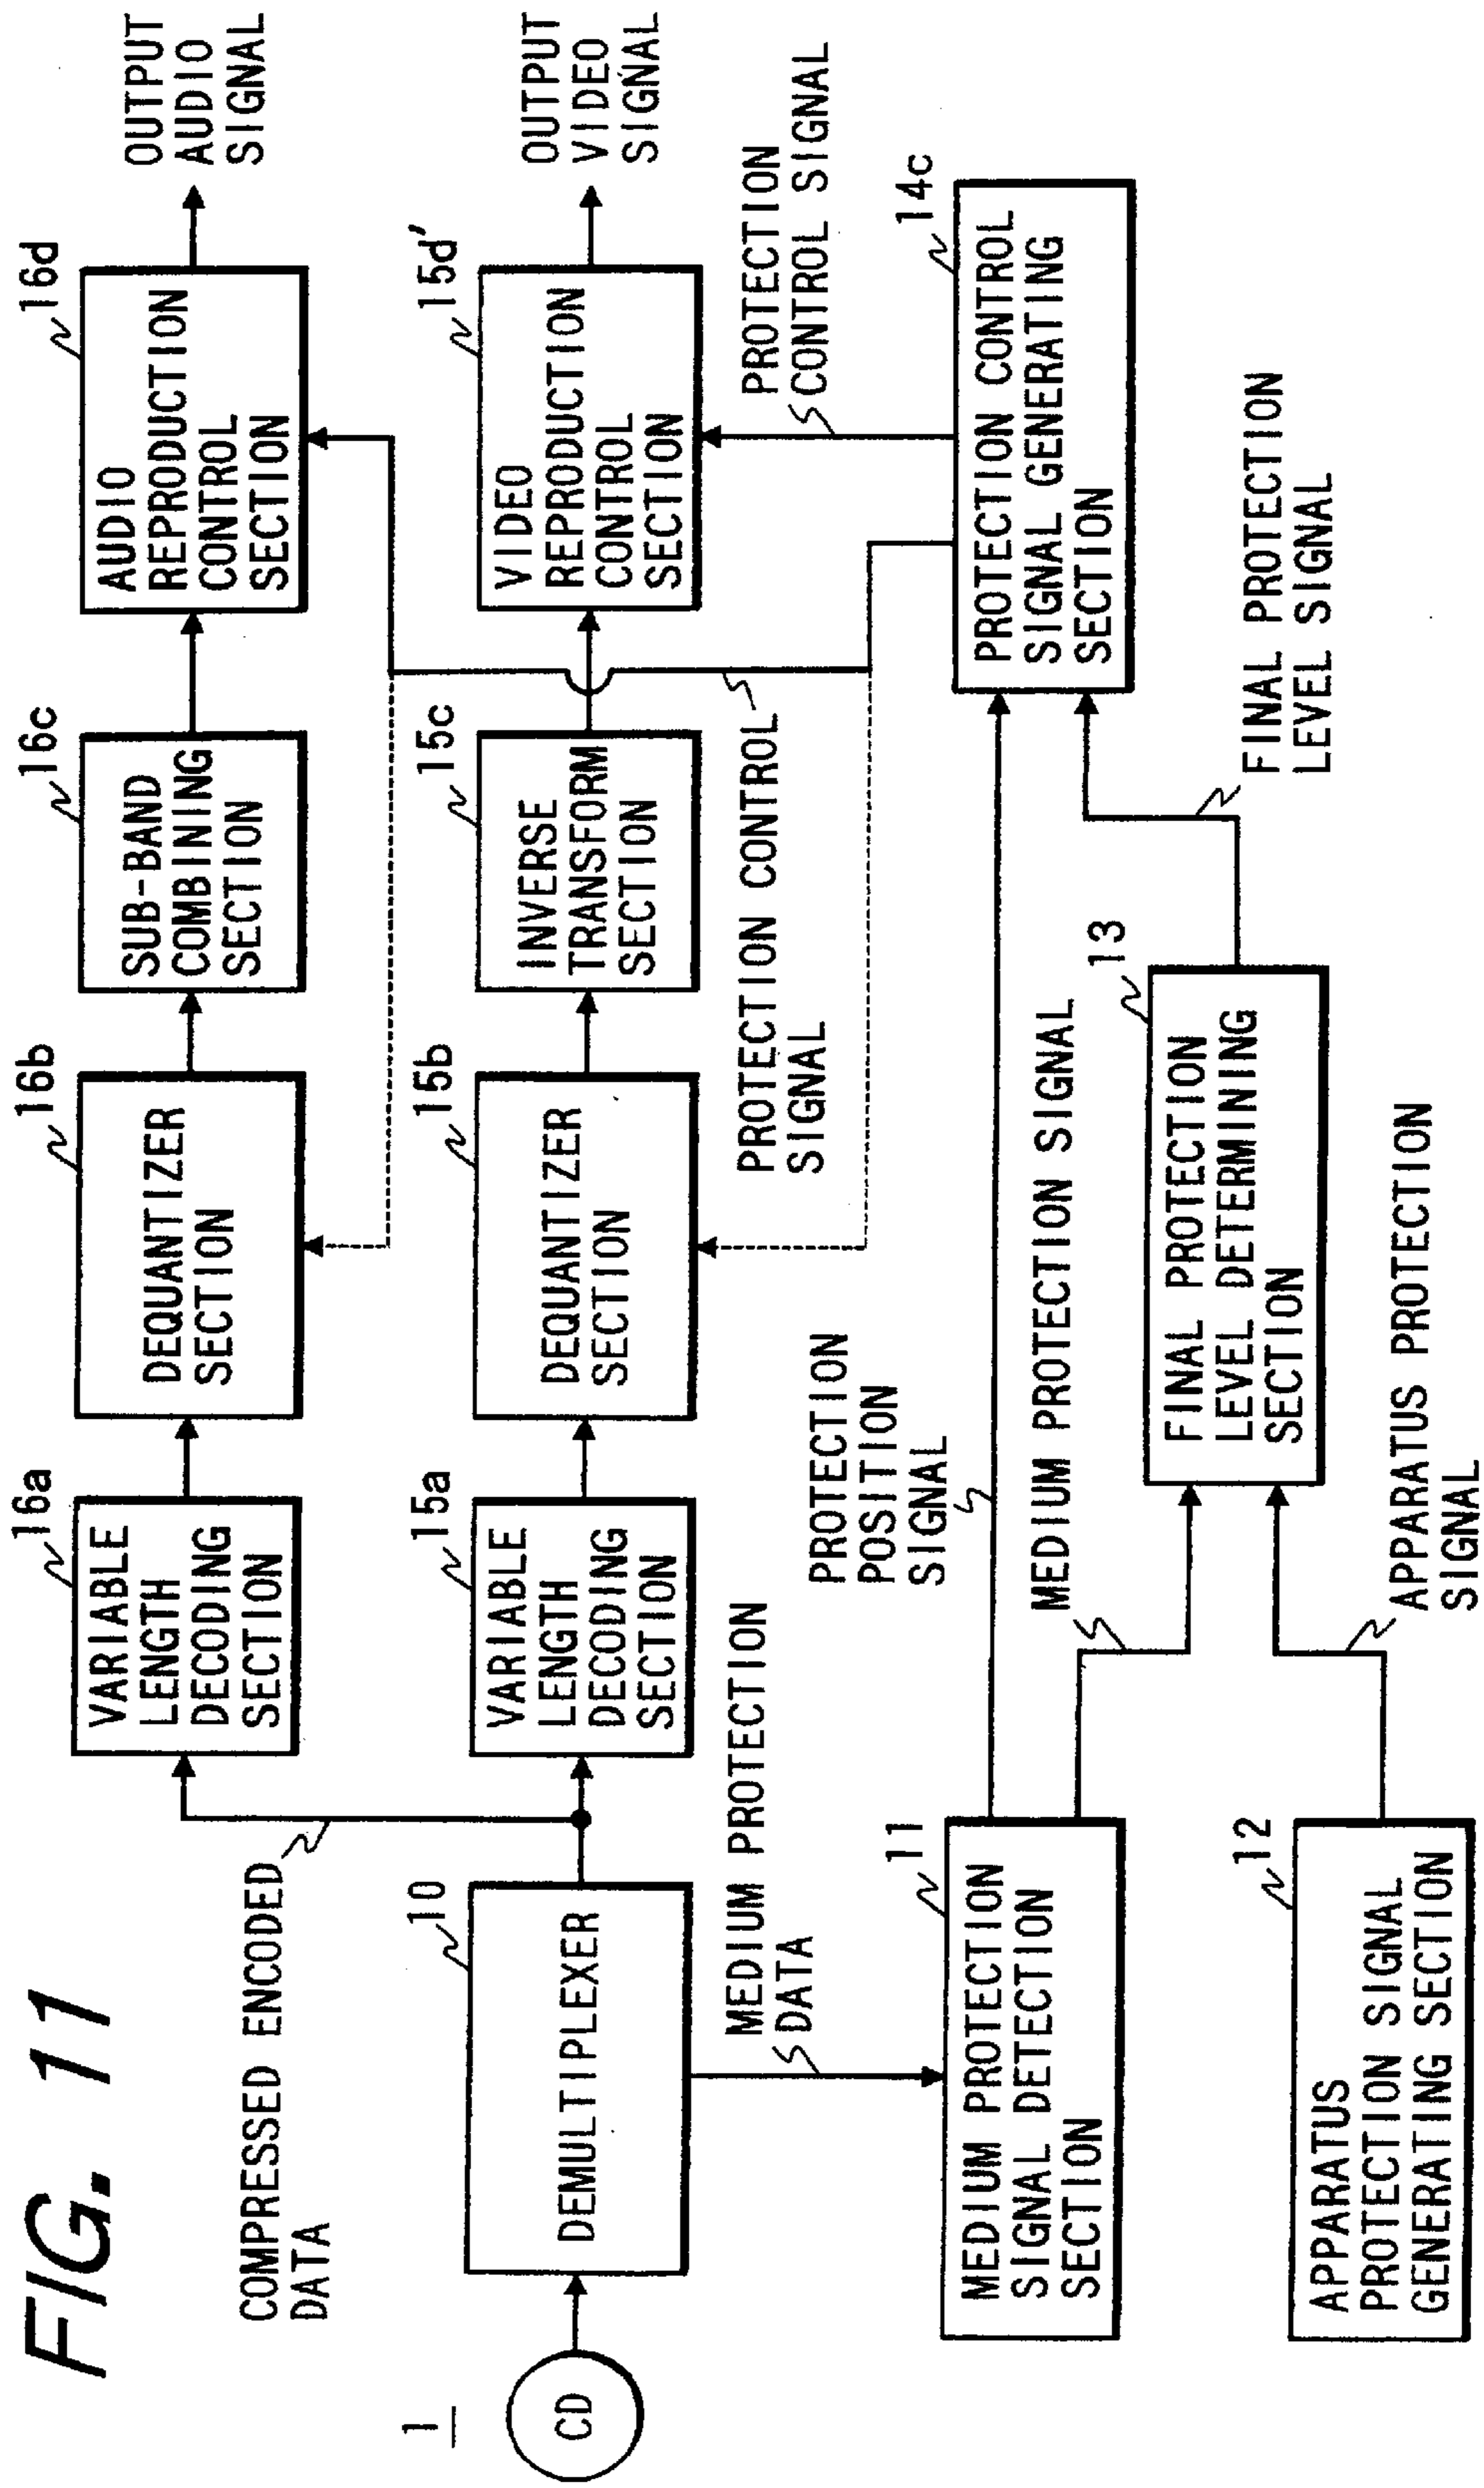 FIG. 11
1
CD
COMPRESSED ENCODED
DATA
10
DEMULTIPLEXER
16a
VARIABLE
LENGTH
DECODING
SECTION
16b
DEQUANTIZER
SECTION
16c
SUB-BAND
COMBINING
SECTION
16d
AUDIO
REPRODUCTION
CONTROL
SECTION
OUTPUT
AUDIO
SIGNAL
15a
VARIABLE
LENGTH
DECODING
SECTION
15b
DEQUANTIZER
SECTION
15c
INVERSE
TRANSFORM
SECTION
15d'
VIDEO
REPRODUCTION
CONTROL
SECTION
OUTPUT
VIDEO
SIGNAL
MEDIUM PROTECTION
DATA
PROTECTION
POSITION
SIGNAL
PROTECTION CONTROL
SIGNAL
PROTECTION
CONTROL SIGNAL
11
MEDIUM PROTECTION
SIGNAL DETECTION
SECTION
MEDIUM PROTECTION SIGNAL
14c
PROTECTION CONTROL
SIGNAL GENERATING
SECTION
12
APPARATUS
PROTECTION SIGNAL
GENERATING SECTION
13
FINAL PROTECTION
LEVEL DETERMINING
SECTION
APPARATUS PROTECTION
SIGNAL
FINAL PROTECTION
LEVEL SIGNAL